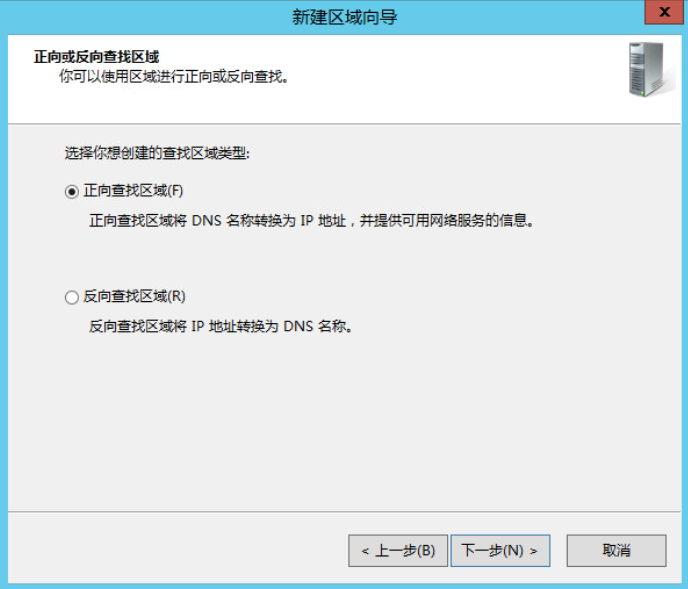 新建区域向导
x
正向或反向查找区域
你可以使用区域进行正向或反向查找。
选择你想创建的查找区域类型:
正向查找区域(F)
正向查找区域将 DNS 名称转换为 IP 地址，并提供可用网络服务的信息。
反向查找区域(R)
反向查找区域将 IP 地址转换为 DNS 名称。
< 上一步(B) 下一步(N) > 取消